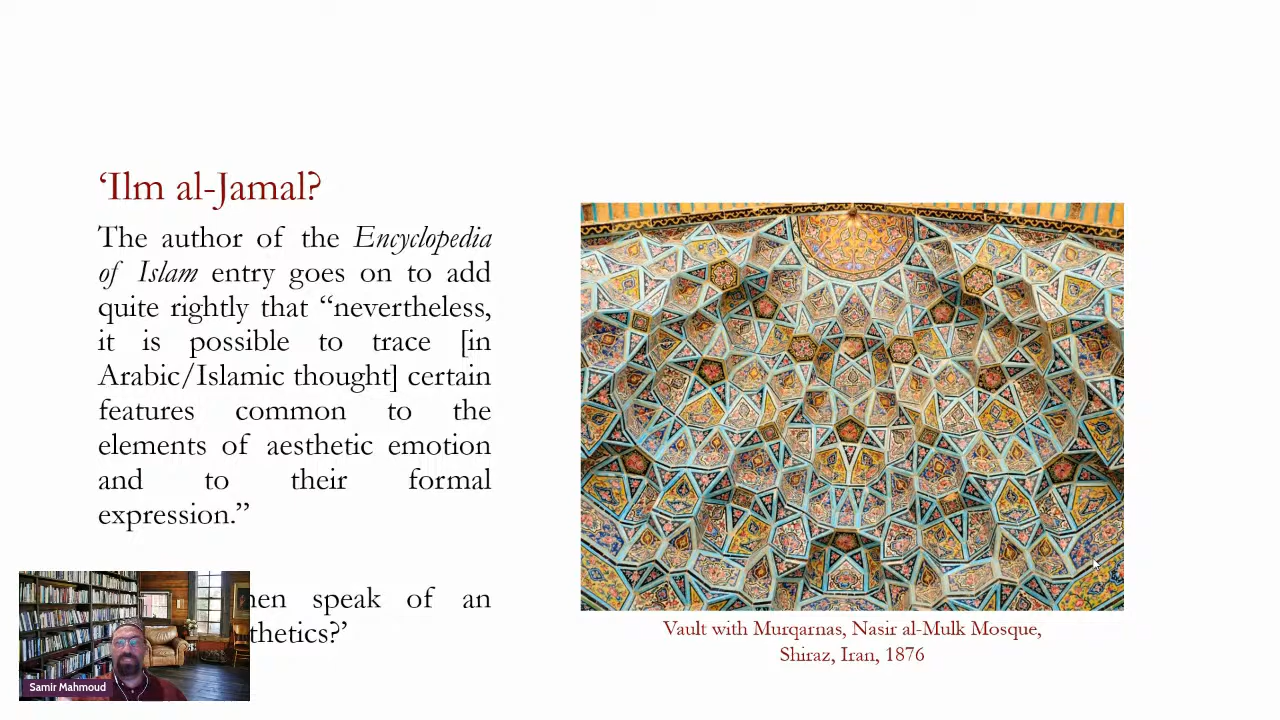 ‘Ilm al-Jamal?
The author of the Encyclopedia
of Islam entry goes on to add
quite rightly that “nevertheless,
it is possible to trace [in
Arabic/Islamic thought] certain
features common to the
elements of aesthetic emotion
and to their formal
expression.”
speak of an
Vault with Murqarnas, Nasir al-Mulk Mosque,
Shiraz, Iran, 1876
Samir Mahmoud